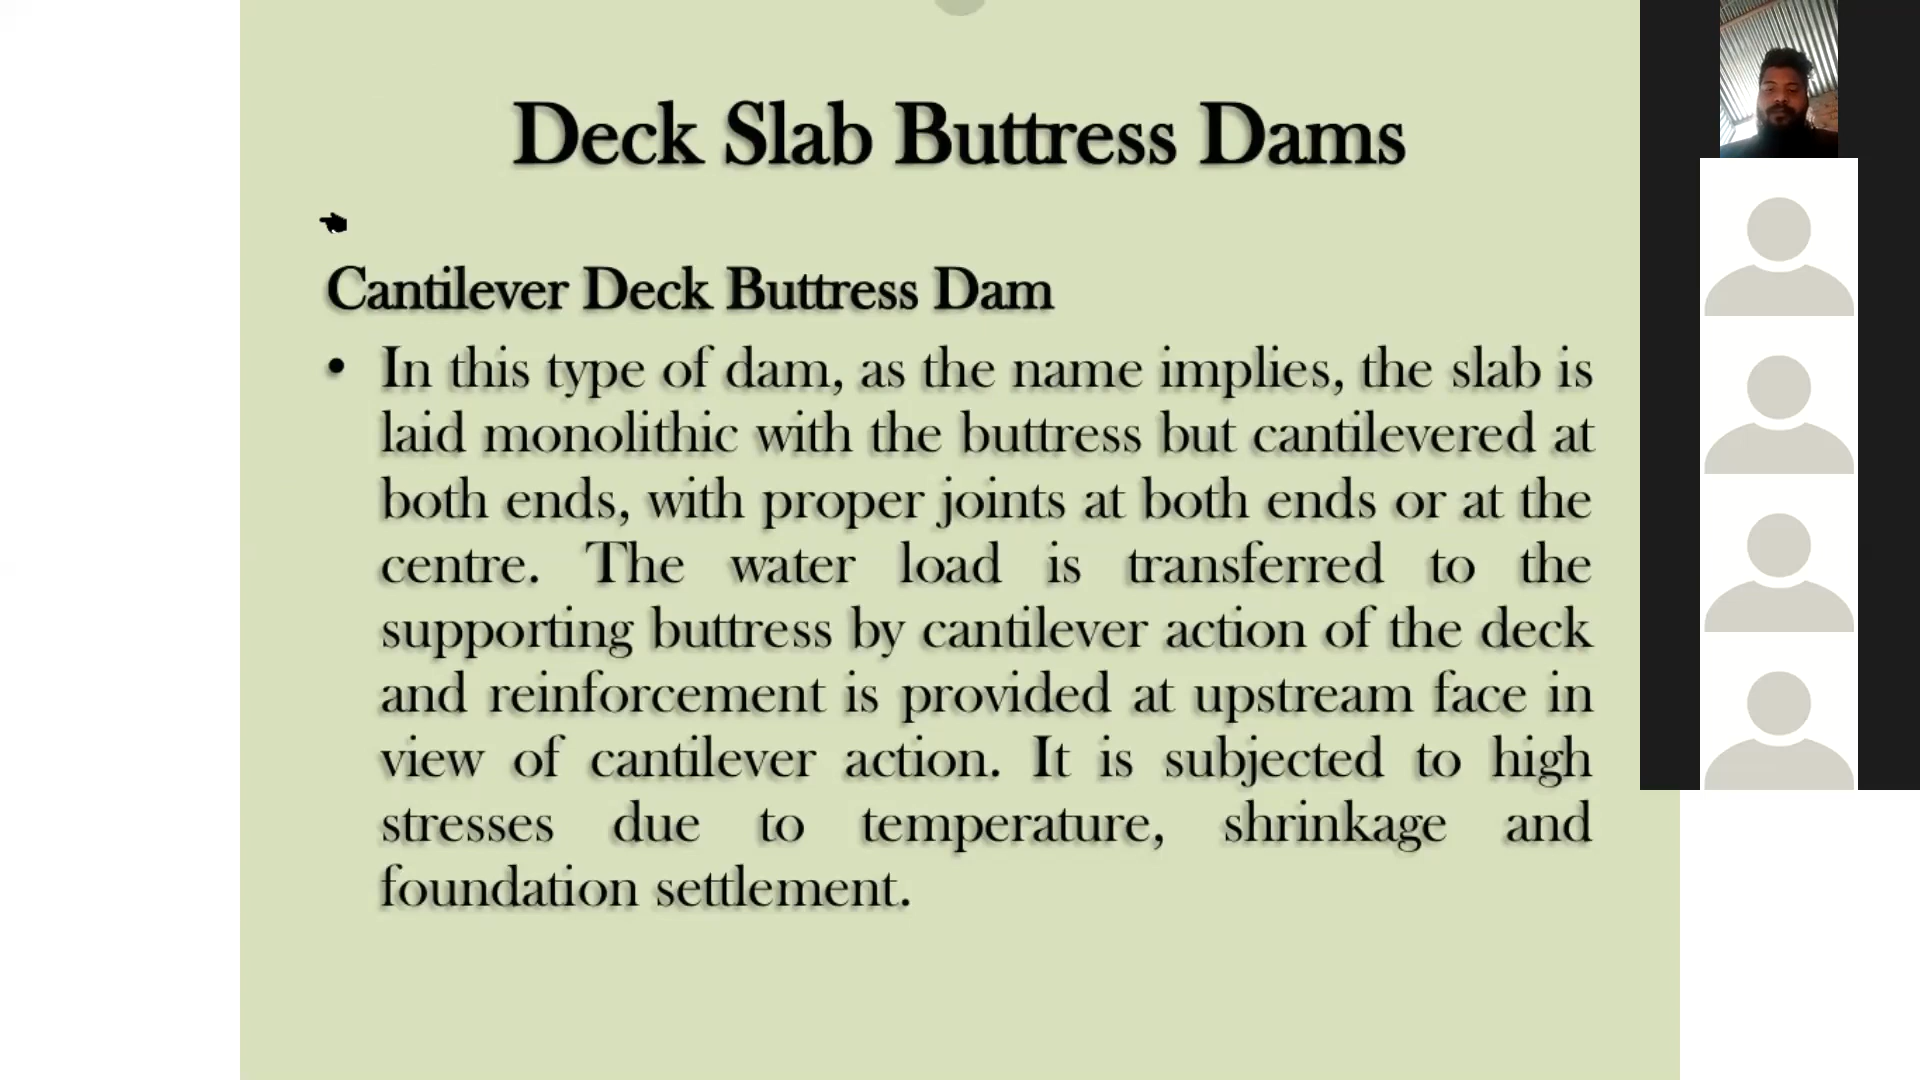 Deck Slab Buttress Dams
Cantilever Deck Buttress Dam
• In this type of dam, as the name implies, the slab is
laid monolithic with the buttress but cantilevered at
both ends, with proper joints at both ends or at the
centre. The water load is transferred to the
supporting buttress by cantilever action of the deck
and reinforcement is provided at upstream face in
view of cantilever action. It is subjected to high
stresses due to temperature, shrinkage and
foundation settlement.